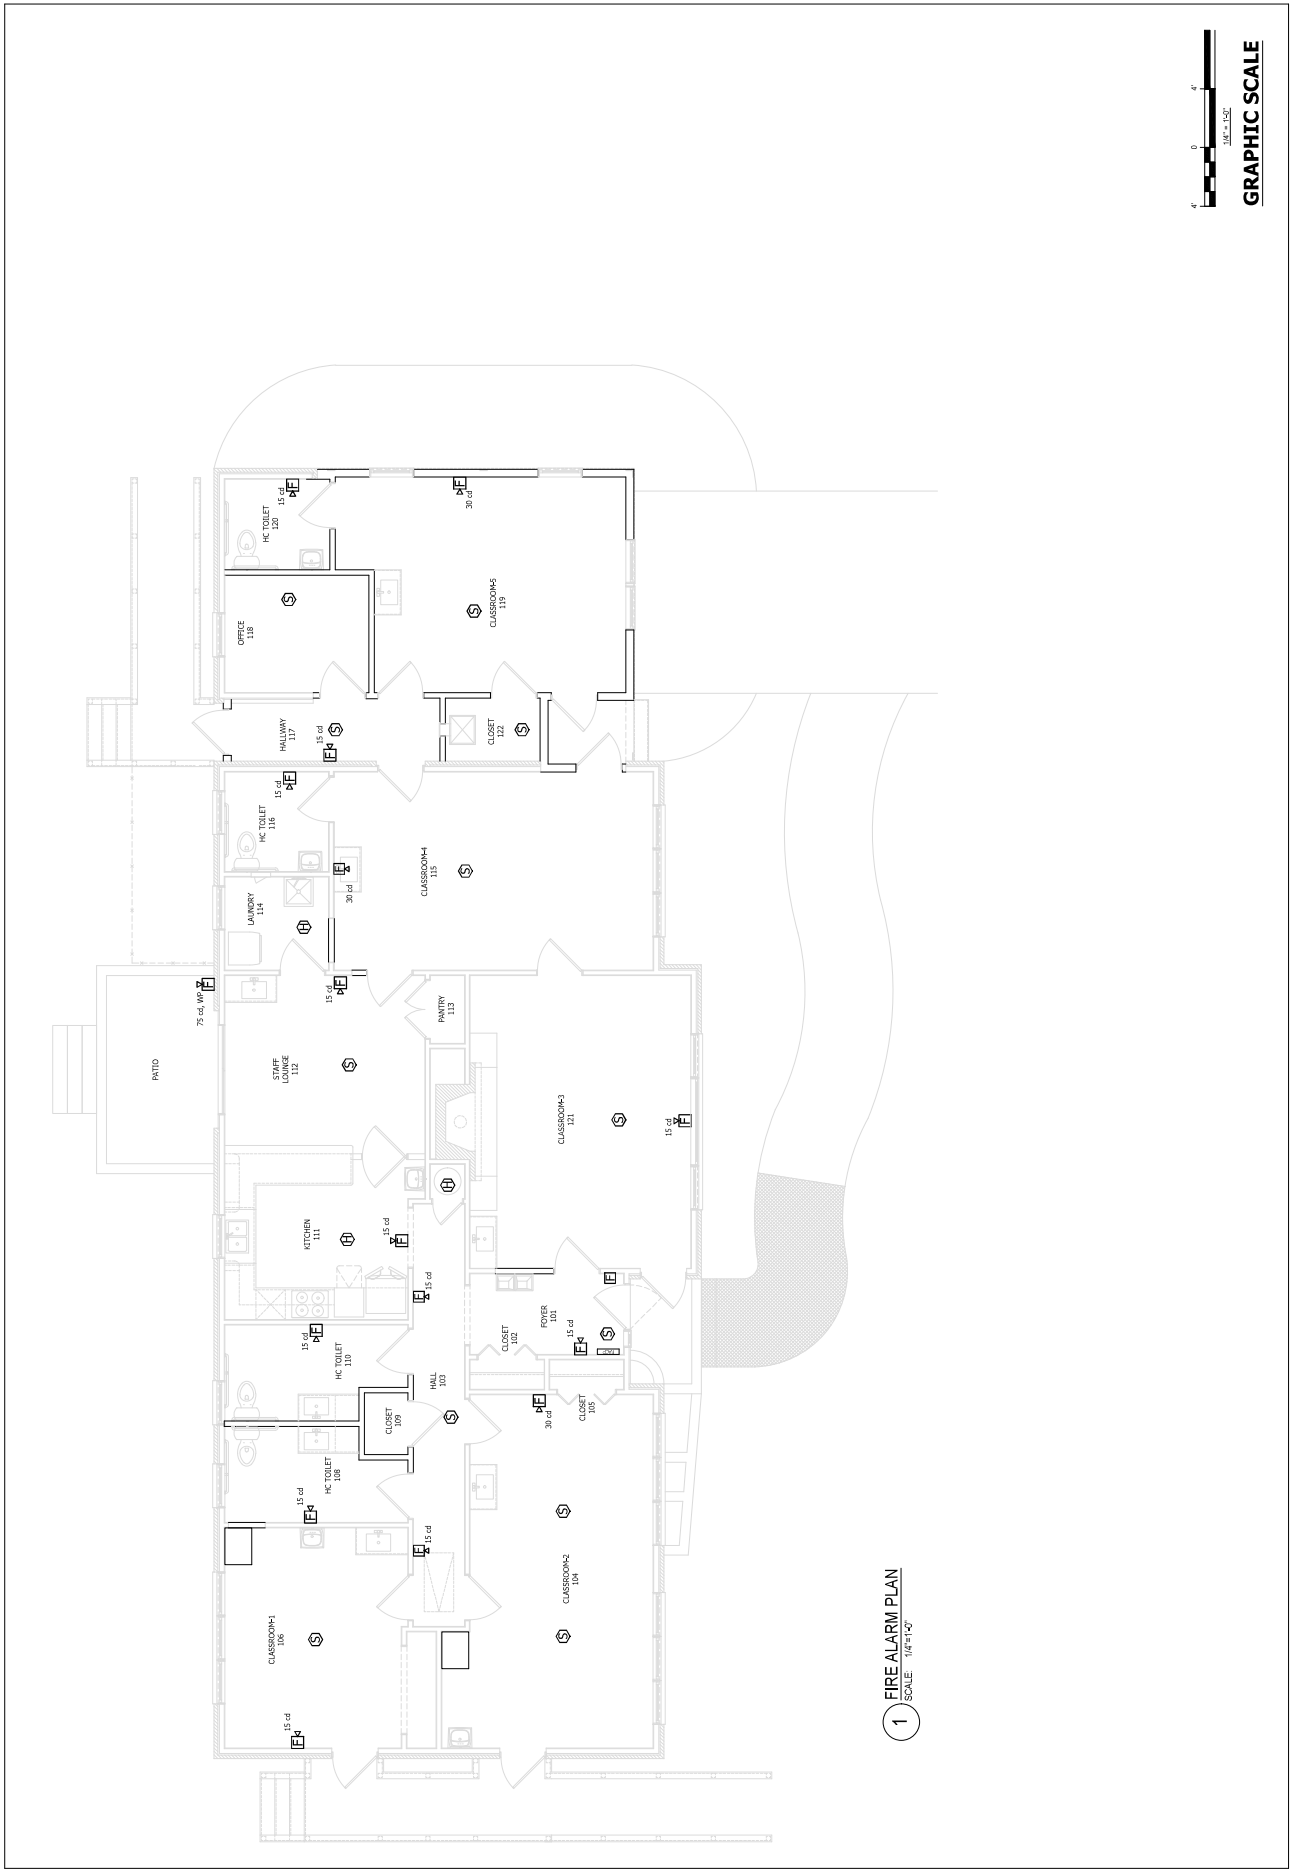 GRAPHIC SCALE
1/4" = 1'-0"
4'
0
4'
HC TOILET
120
15 cd
30 cd
OFFICE
118
CLASSROOM-5
119
S
S
HALLWAY
117
15 cd
F
S
CLOSET
122
S
HC TOILET
116
15 cd
F
F
30 cd
CLASSROOM-4
115
S
LAUNDRY
114
H
75 cd, WP
F
15 cd
F
PATIO
STAFF
LOUNGE
112
S
PANTRY
113
CLASSROOM-3
121
S
15 cd
F
KITCHEN
111
H
H
15 cd
F
15 cd
F
F
FOYER
101
15 cd
F
S
FACP
CLOSET
102
HC TOILET
110
15 cd
F
HALL
103
S
CLOSET
109
CLOSET
105
30 cd
F
HC TOILET
108
15 cd
F
15 cd
F
CLASSROOM-1
106
S
15 cd
F
CLASSROOM-2
104
S
S
F
F
1
FIRE ALARM PLAN
SCALE: 1/4"=1'-0"